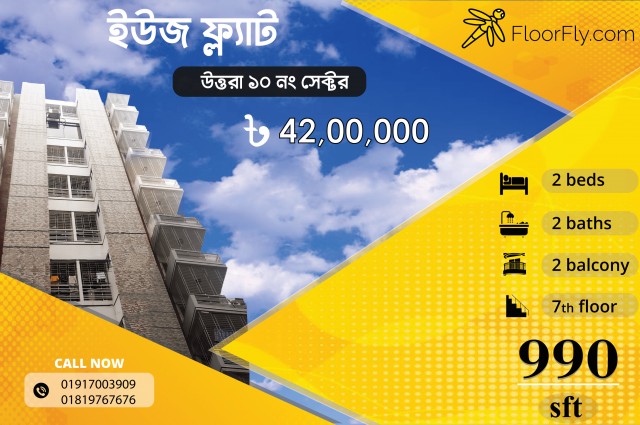 ইউজ ফ্ল্যাট
FloorFly.com
উত্তরা ১০ নং সেক্টর
৳ 42,00,000
2 beds
2 baths
2 balcony
7th floor
990
sft
CALL NOW
01917003909
01819767676